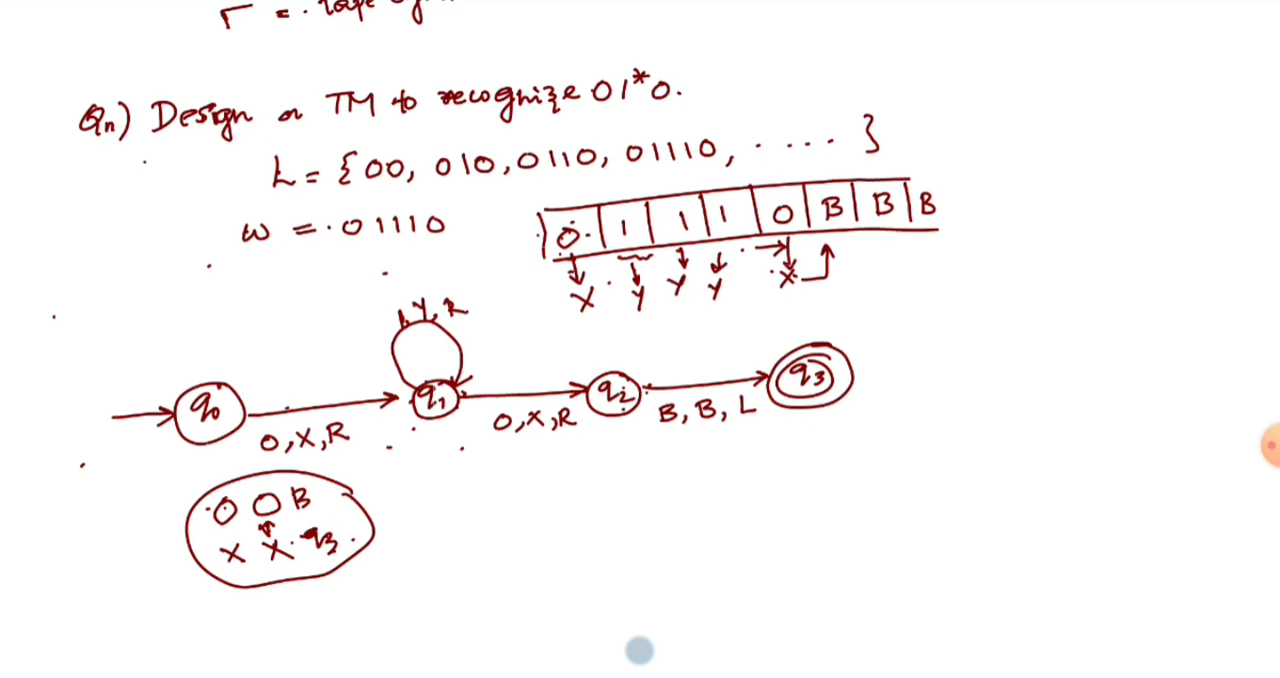 Γ = . tape
Qn) Design a TM to recognize 01*0.
L = {00, 010, 0110, 01110, ..... }
w = .01110
0 1 1 1 0 B B B
X Y Y Y X
1,Y,R
q0 q1 q2 q3
0,X,R 0,X,R B, B, L
0 0 B
X X q3